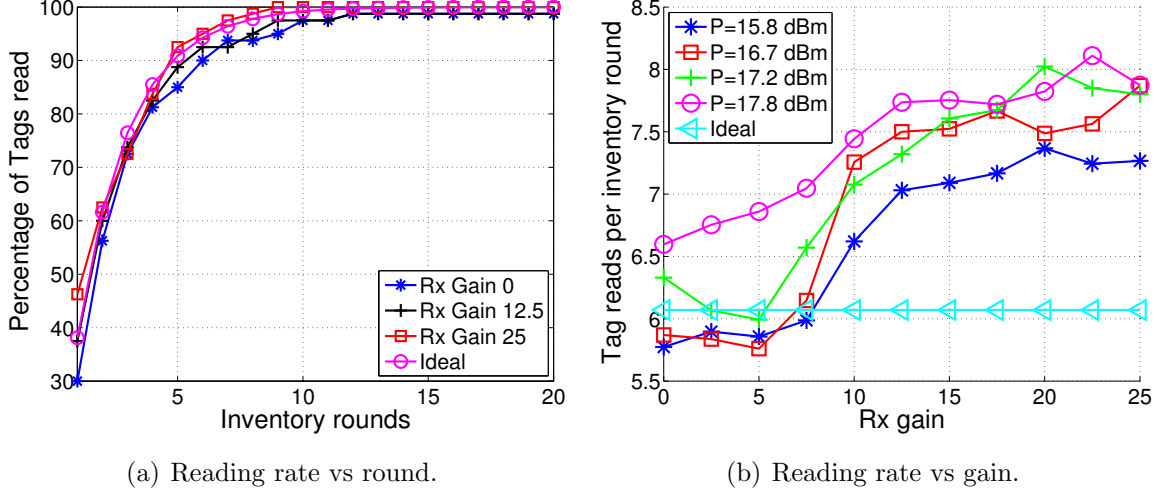 Percentage of Tags read
100
90
80
70
60
50
40
30
5
10
15
20
Inventory rounds
Rx Gain 0
Rx Gain 12.5
Rx Gain 25
Ideal
(a) Reading rate vs round.
Tag reads per inventory round
8.5
8
7.5
7
6.5
6
5.5
0
5
10
15
20
25
Rx gain
P=15.8 dBm
P=16.7 dBm
P=17.2 dBm
P=17.8 dBm
Ideal
(b) Reading rate vs gain.